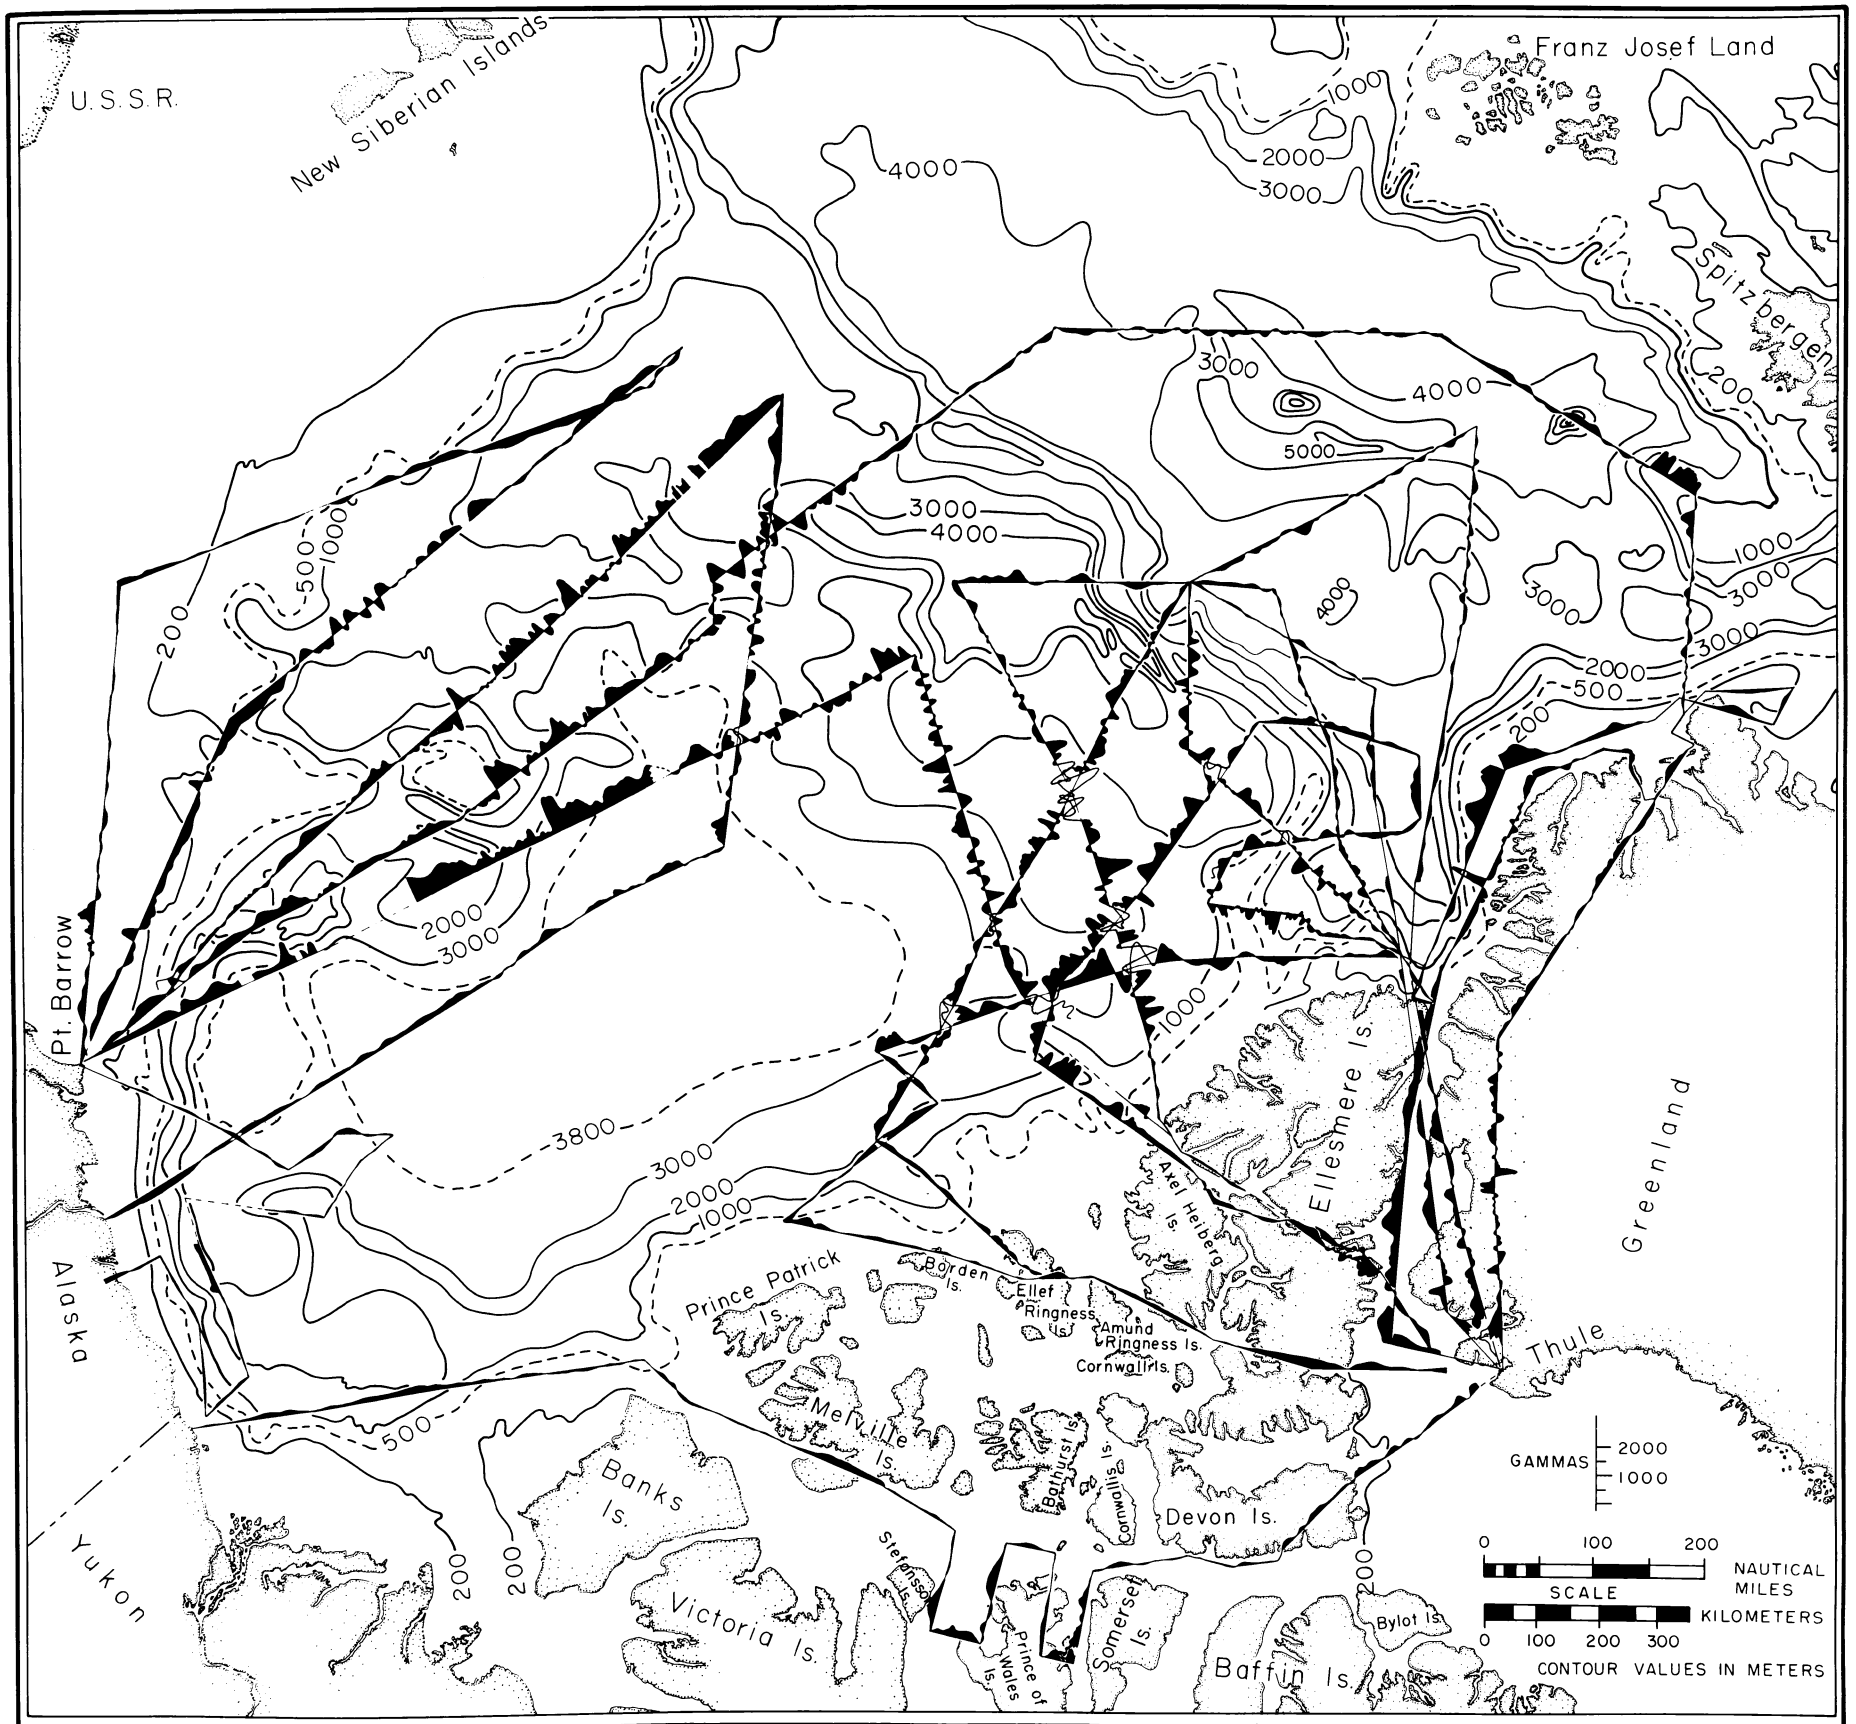 Franz Josef Land
U.S.S.R.
New Siberian Islands
1000
2000
3000
4000
Spitzbergen
3000
4000
200
5000
500
1000
3000
4000
1000
3000
4000
3000
200
3000
2000
500
200
2000
3000
Pt. Barrow
1000
Ellesmere Is.
Greenland
3800
3000
2000
1000
Axel Heiberg
Is.
Alaska
Prince Patrick
Is.
Borden
Is.
Ellef
Ringness
Is.
Amund
Ringness Is.
Cornwall Is.
Thule
500
Melville
Is.
Bathurst Is.
Cornwallis Is.
Devon Is.
Banks
Is.
GAMMAS
2000
1000
Yukon
200
200
200
Stefansson
Is.
Victoria Is.
Prince of
Wales
Is.
Somerset
Is.
Bylot Is.
Baffin Is.
0 100 200
NAUTICAL
MILES
SCALE
KILOMETERS
0 100 200 300
CONTOUR VALUES IN METERS